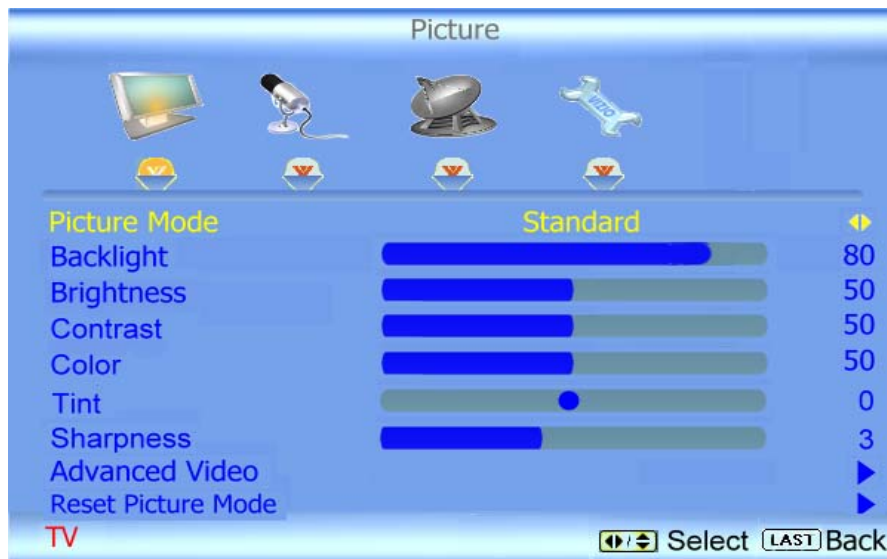 Picture
VIZIO
Picture Mode Standard
Backlight 80
Brightness 50
Contrast 50
Color 50
Tint 0
Sharpness 3
Advanced Video
Reset Picture Mode
TV Select LAST Back